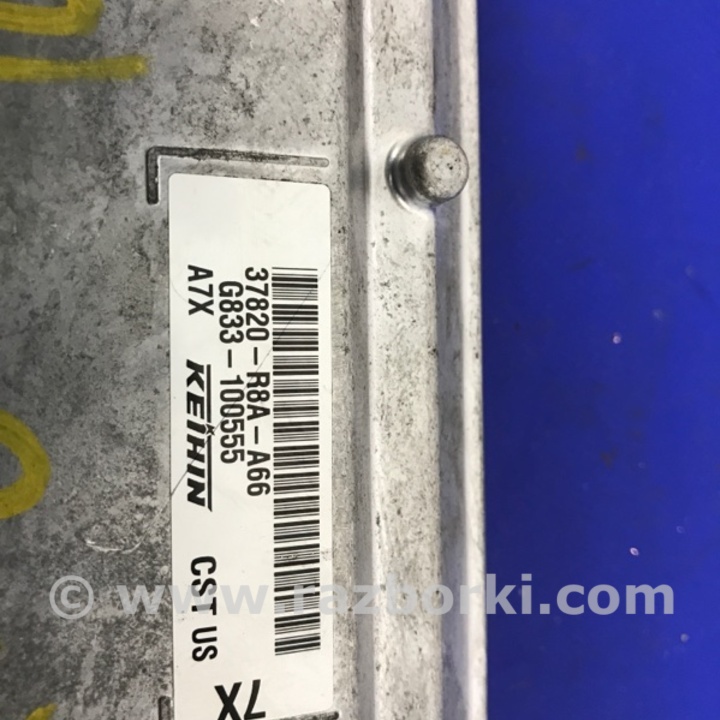 37820-R8A-A66
G833-100555
A7X KEIHIN CST US
7X
© www.razborki.com